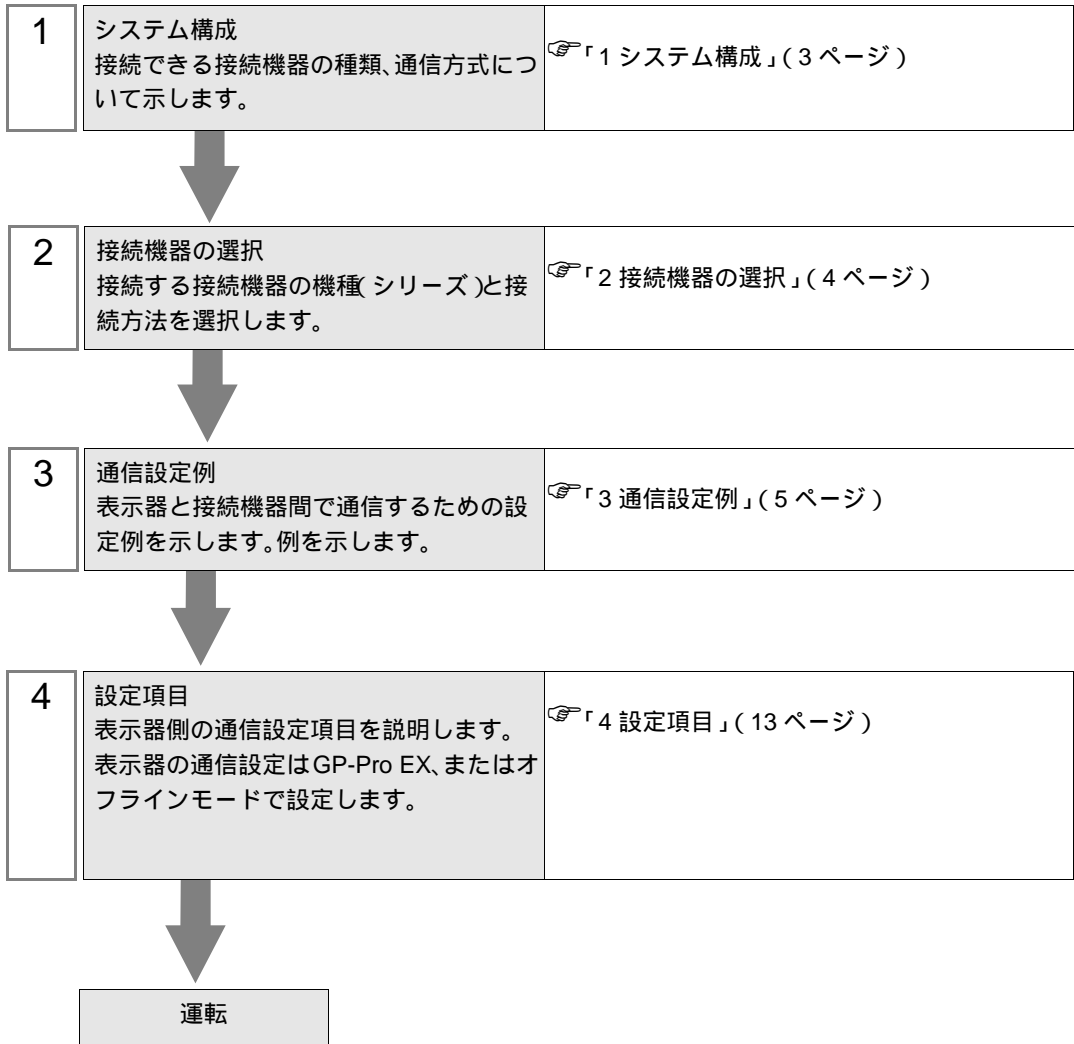 1
システム構成
接続できる接続機器の種類、通信方式につ
いて示します。
☞「1 システム構成」(3 ページ)
2
接続機器の選択
接続する接続機器の機種(シリーズ)と接
続方法を選択します。
☞「2 接続機器の選択」(4 ページ)
3
通信設定例
表示器と接続機器間で通信するための設
定例を示します。例を示します。
☞「3 通信設定例」(5 ページ)
4
設定項目
表示器側の通信設定項目を説明します。
表示器の通信設定はGP-Pro EX、またはオ
フラインモードで設定します。
☞「4 設定項目」(13 ページ)
運転